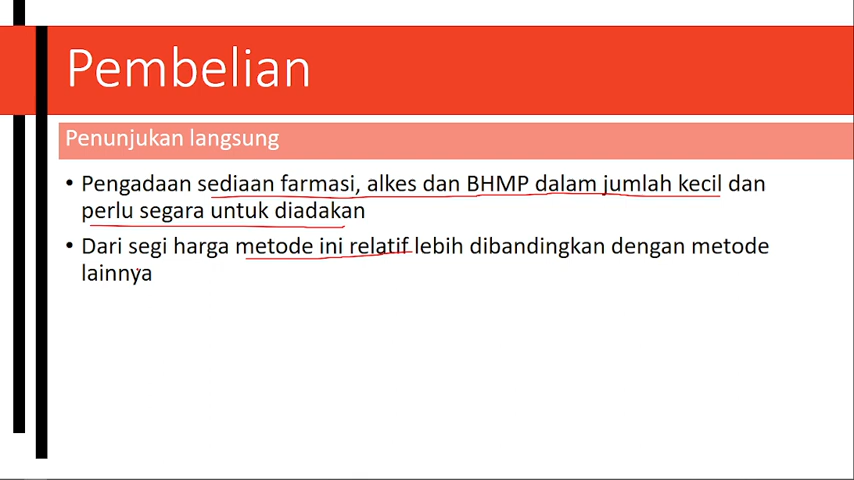 Pembelian
Penunjukan langsung
• Pengadaan sediaan farmasi, alkes dan BHMP dalam jumlah kecil dan
perlu segara untuk diadakan
• Dari segi harga metode ini relatif lebih dibandingkan dengan metode
lainnya